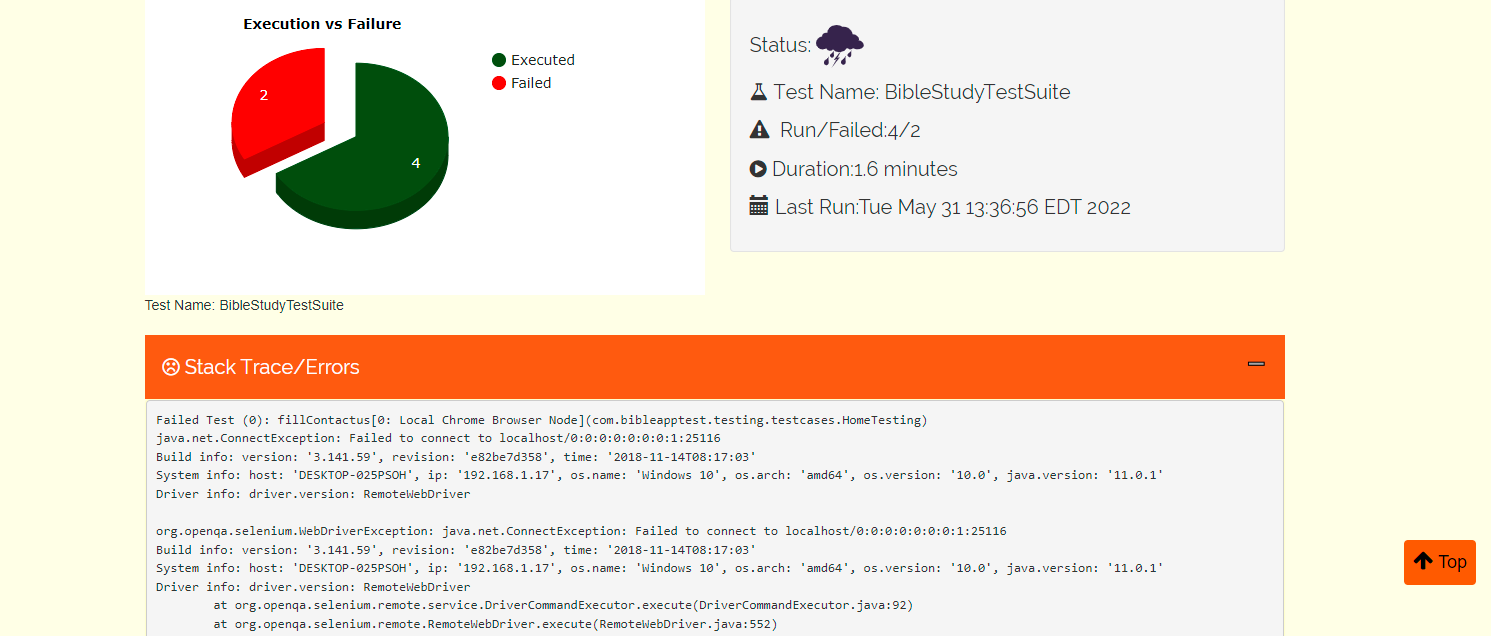 Execution vs Failure
2
4
Executed
Failed
Status:
Test Name: BibleStudyTestSuite
Run/Failed:4/2
Duration:1.6 minutes
Last Run:Tue May 31 13:36:56 EDT 2022
Test Name: BibleStudyTestSuite
Stack Trace/Errors
Failed Test (0): fillContactus[0: Local Chrome Browser Node](com.bibleapptest.testing.testcases.HomeTesting)
java.net.ConnectException: Failed to connect to localhost/0:0:0:0:0:0:0:1:25116
Build info: version: '3.141.59', revision: 'e82be7d358', time: '2018-11-14T08:17:03'
System info: host: 'DESKTOP-025PSOH', ip: '192.168.1.17', os.name: 'Windows 10', os.arch: 'amd64', os.version: '10.0', java.version: '11.0.1'
Driver info: driver.version: RemoteWebDriver
org.openqa.selenium.WebDriverException: java.net.ConnectException: Failed to connect to localhost/0:0:0:0:0:0:0:1:25116
Build info: version: '3.141.59', revision: 'e82be7d358', time: '2018-11-14T08:17:03'
System info: host: 'DESKTOP-025PSOH', ip: '192.168.1.17', os.name: 'Windows 10', os.arch: 'amd64', os.version: '10.0', java.version: '11.0.1'
Driver info: driver.version: RemoteWebDriver
at org.openqa.selenium.remote.service.DriverCommandExecutor.execute(DriverCommandExecutor.java:92)
at org.openqa.selenium.remote.RemoteWebDriver.execute(RemoteWebDriver.java:552)
Top